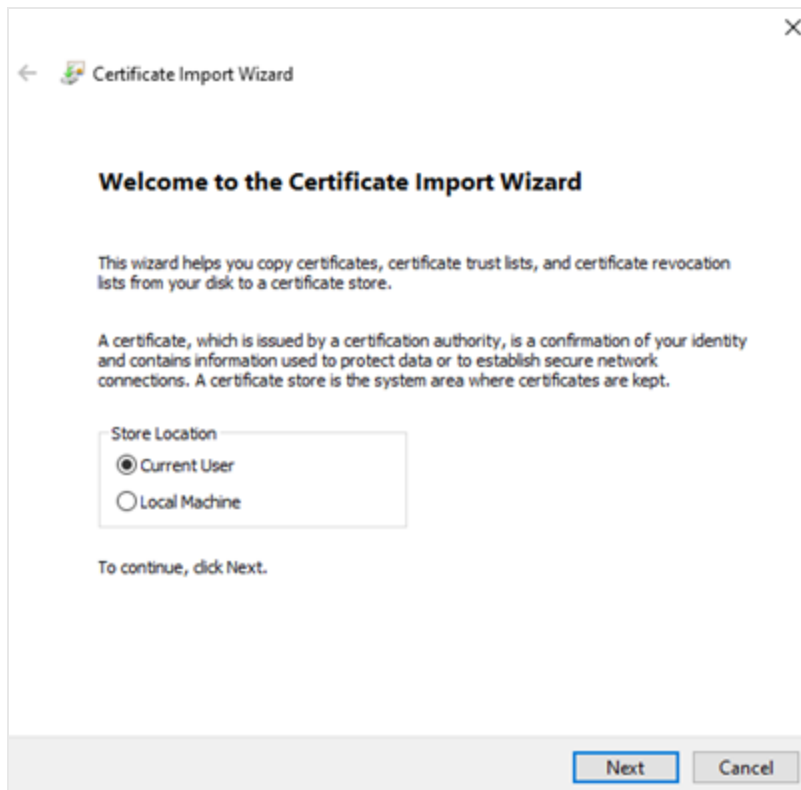 Certificate Import Wizard
Welcome to the Certificate Import Wizard
This wizard helps you copy certificates, certificate trust lists, and certificate revocation
lists from your disk to a certificate store.
A certificate, which is issued by a certification authority, is a confirmation of your identity
and contains information used to protect data or to establish secure network
connections. A certificate store is the system area where certificates are kept.
Store Location
Current User
Local Machine
To continue, click Next.
Next
Cancel